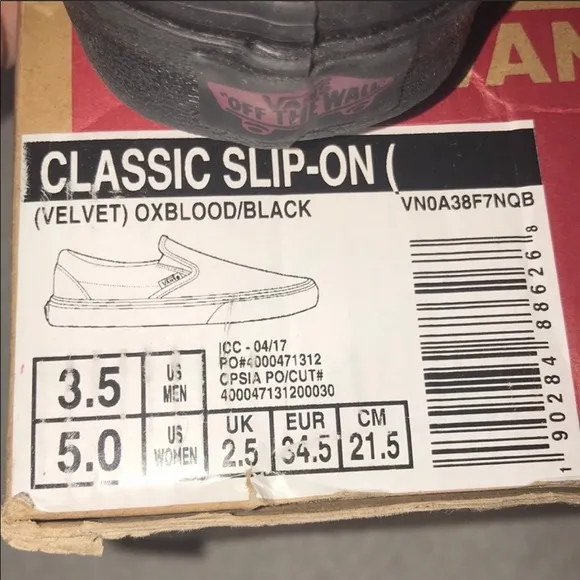 VANS
"OFF THE WALL"
VAN
CLASSIC SLIP-ON (
(VELVET) OXBLOOD/BLACK
VN0A38F7NQB
VANS
ICC - 04/17
PO#4000471312
CPSIA PO/CUT#
400047131200030
3.5 US MEN
5.0 US WOMEN
UK 2.5
EUR 34.5
CM 21.5
1 90284 88626 8